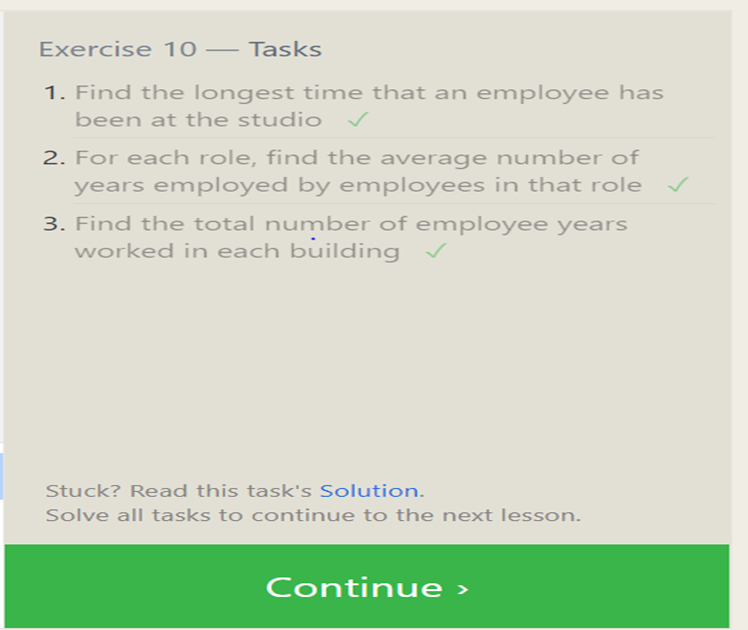 Exercise 10 — Tasks
1. Find the longest time that an employee has
been at the studio ✓
2. For each role, find the average number of
years employed by employees in that role ✓
3. Find the total number of employee years
worked in each building ✓
Stuck? Read this task's Solution.
Solve all tasks to continue to the next lesson.
Continue ›